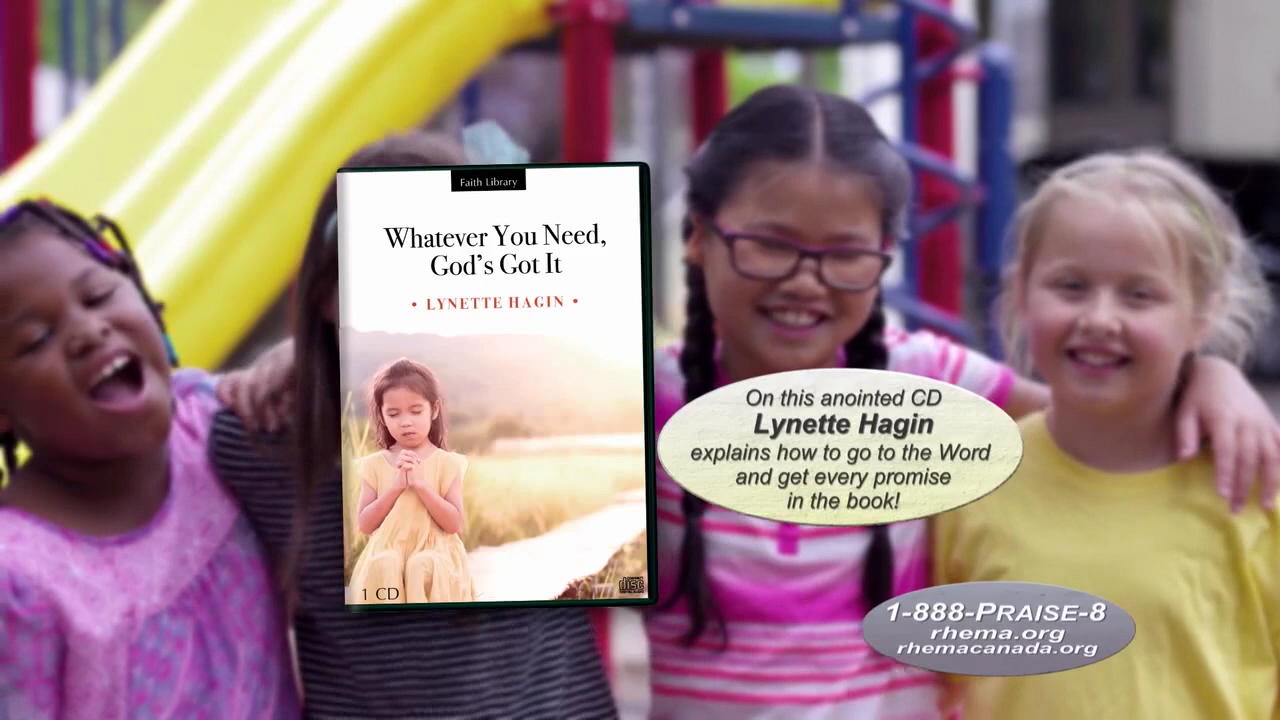 Faith Library
Whatever You Need,
God's Got It
• LYNETTE HAGIN •
1 CD
disc
On this anointed CD
Lynette Hagin
explains how to go to the Word
and get every promise
in the book!
1-888-PRAISE-8
rhema.org
rhemacanada.org